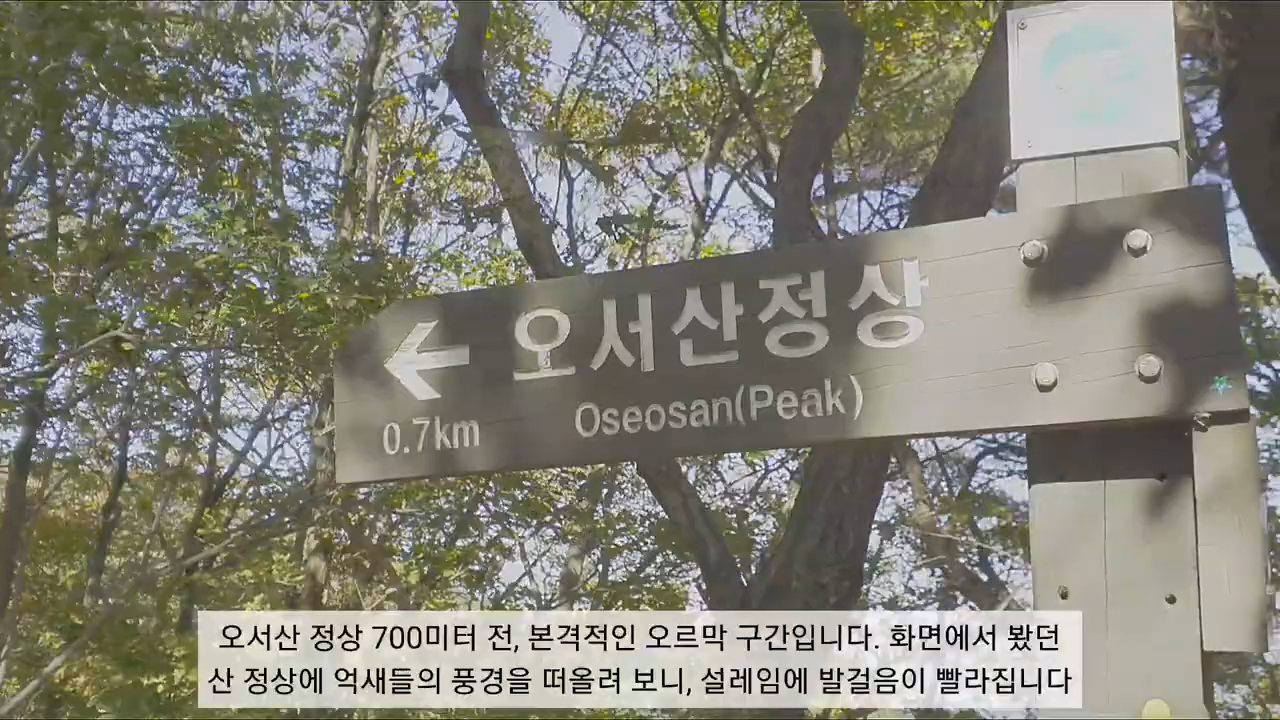 오서산정상
0.7km
Oseosan(Peak)
오서산 정상 700미터 전, 본격적인 오르막 구간입니다. 화면에서 봤던
산 정상에 억새들의 풍경을 떠올려 보니, 설레임에 발걸음이 빨라집니다